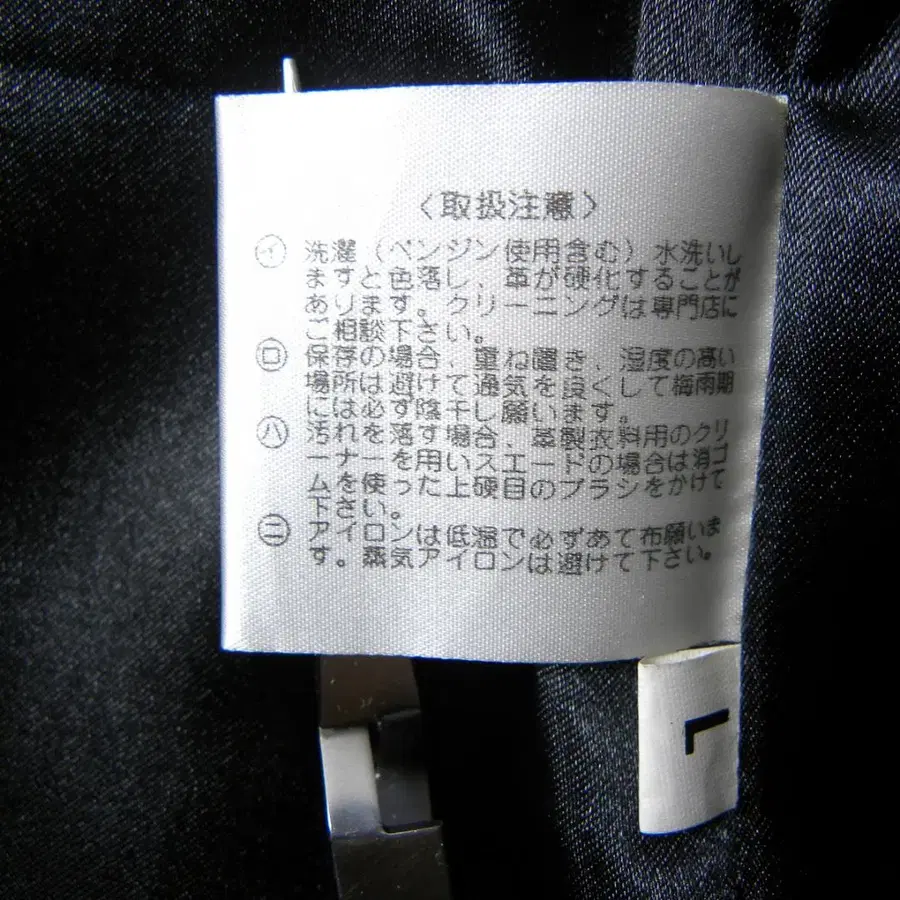 〈取扱注意〉
㋑ 洗濯（ベンジン使用含む）水洗いし
ますと色落し、革が硬化することが
あります。クリーニングは専門店に
ご相談下さい。
㋺ 保存の場合、重ね置き、湿度の高い
場所は避けて通気を良くして梅雨期
には必ず陰干し願います。
㋩ 汚れを落す場合、革製衣料用のクリ
ーナーを用いスエードの場合は消ゴ
ムを使った上硬目のブラシをかけて
下さい。
㊁ アイロンは低温で必ずあて布願いま
す。蒸気アイロンは避けて下さい。
L